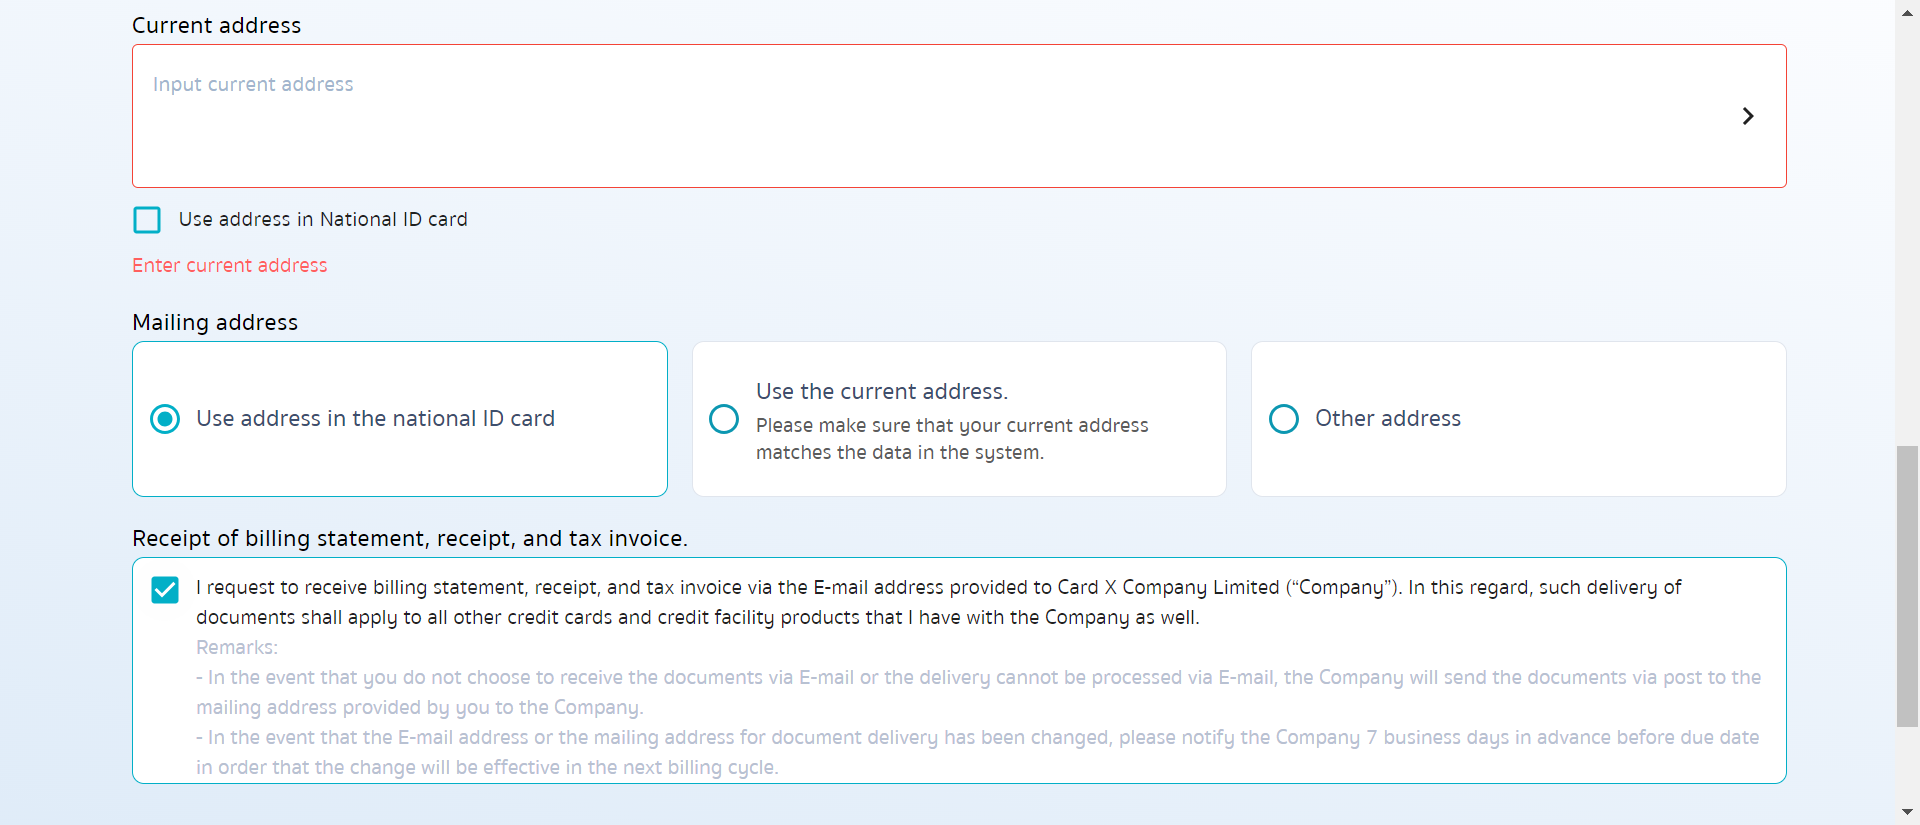 Current address
Input current address
Use address in National ID card
Enter current address
Mailing address
Use address in the national ID card
Use the current address.
Please make sure that your current address
matches the data in the system.
Other address
Receipt of billing statement, receipt, and tax invoice.
I request to receive billing statement, receipt, and tax invoice via the E-mail address provided to Card X Company Limited (“Company”). In this regard, such delivery of
documents shall apply to all other credit cards and credit facility products that I have with the Company as well.
Remarks:
- In the event that you do not choose to receive the documents via E-mail or the delivery cannot be processed via E-mail, the Company will send the documents via post to the
mailing address provided by you to the Company.
- In the event that the E-mail address or the mailing address for document delivery has been changed, please notify the Company 7 business days in advance before due date
in order that the change will be effective in the next billing cycle.